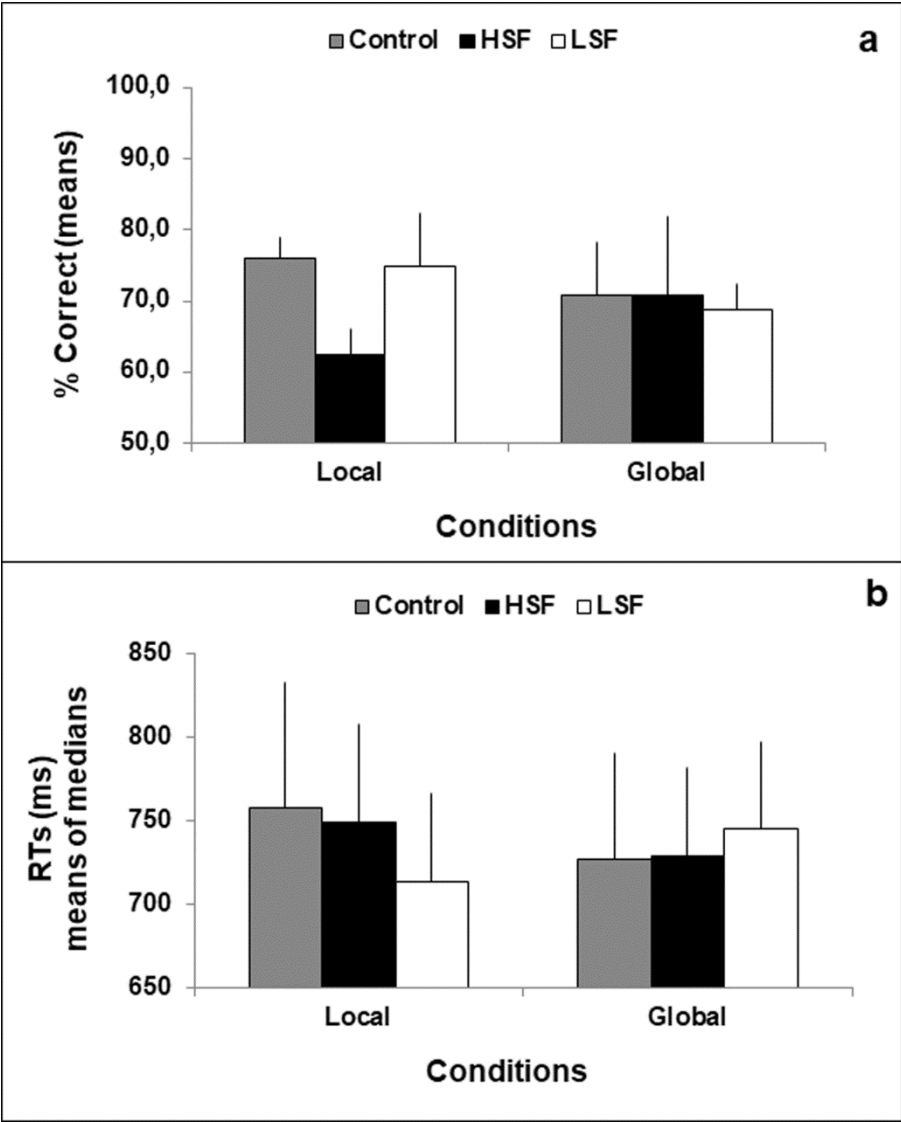 Control HSF LSF
a
100,0
90,0
80,0
70,0
60,0
50,0
% Correct (means)
Local Global
Conditions
Control HSF LSF
b
850
800
750
700
650
RTs (ms)
means of medians
Local Global
Conditions